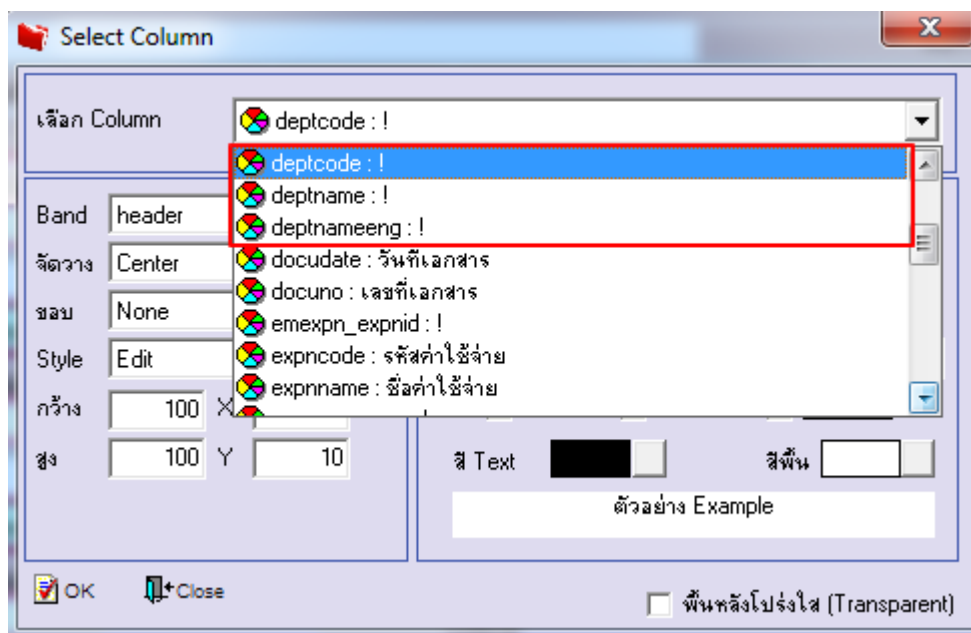 Select Column
เลือก Column
deptcode : !
deptcode : !
deptname : !
deptnameeng : !
docudate : วันที่เอกสาร
docuno : เลขที่เอกสาร
emexpn_expnid : !
expncode : รหัสค่าใช้จ่าย
expnname : ชื่อค่าใช้จ่าย
Band header
จัดวาง Center
ขอบ None
Style Edit
กว้าง 100 X
สูง 100 Y 10
สี Text สีพื้น
ตัวอย่าง Example
OK Close
พื้นหลังโปร่งใส (Transparent)